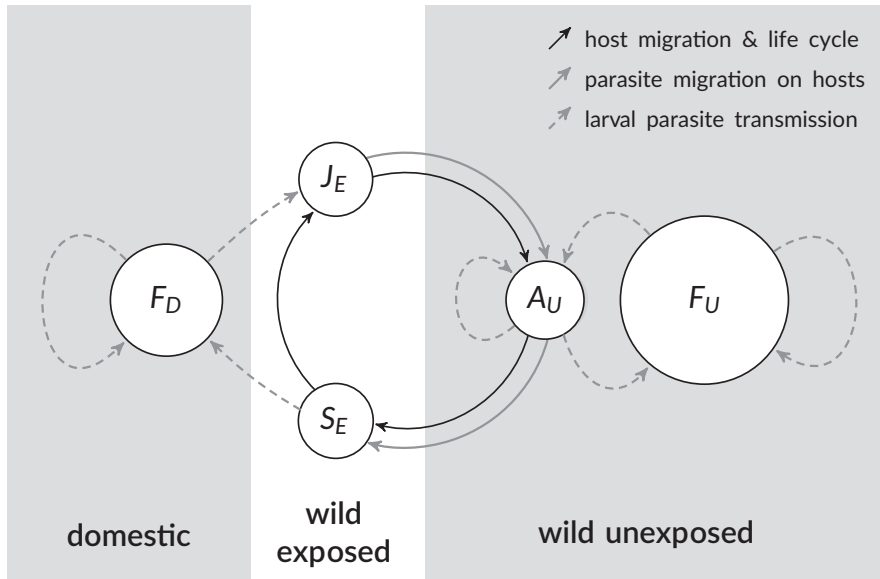 host migration & life cycle
parasite migration on hosts
larval parasite transmission
J_E
F_D
A_U
F_U
S_E
domestic
wild
exposed
wild unexposed